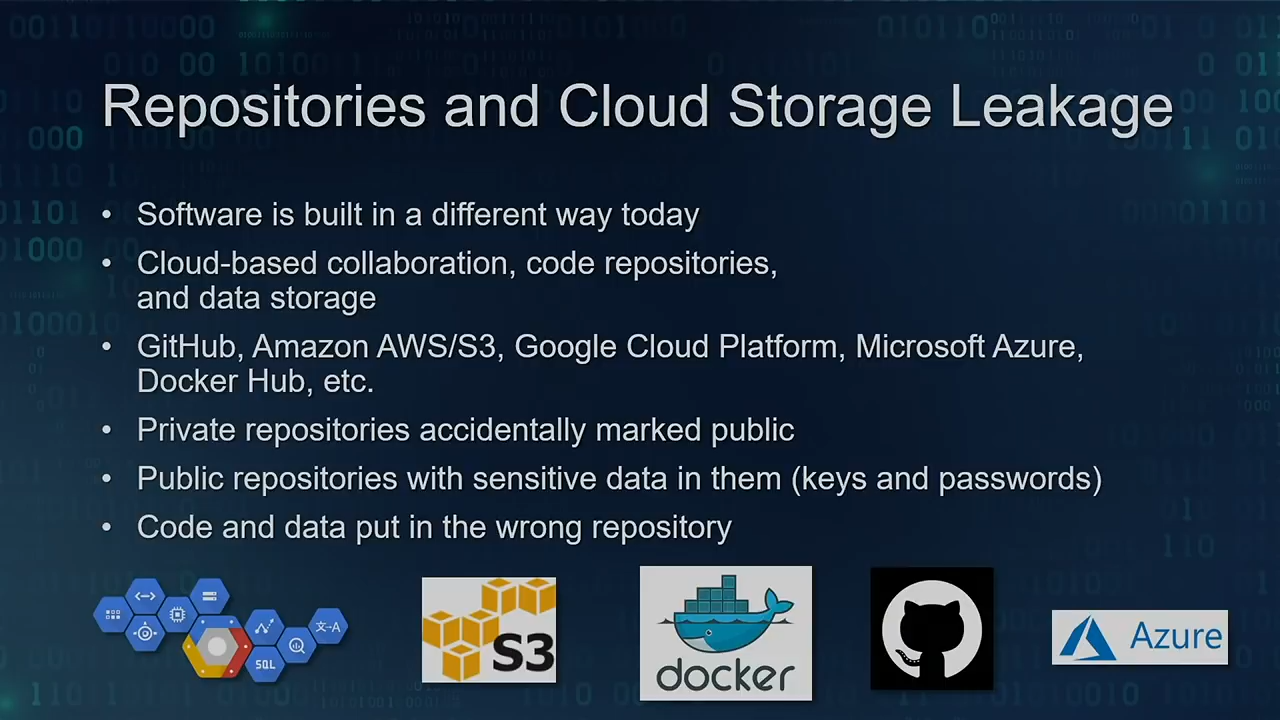 Repositories and Cloud Storage Leakage
• Software is built in a different way today
• Cloud-based collaboration, code repositories,
and data storage
• GitHub, Amazon AWS/S3, Google Cloud Platform, Microsoft Azure,
Docker Hub, etc.
• Private repositories accidentally marked public
• Public repositories with sensitive data in them (keys and passwords)
• Code and data put in the wrong repository
文→A
SQL
S3
docker
Azure